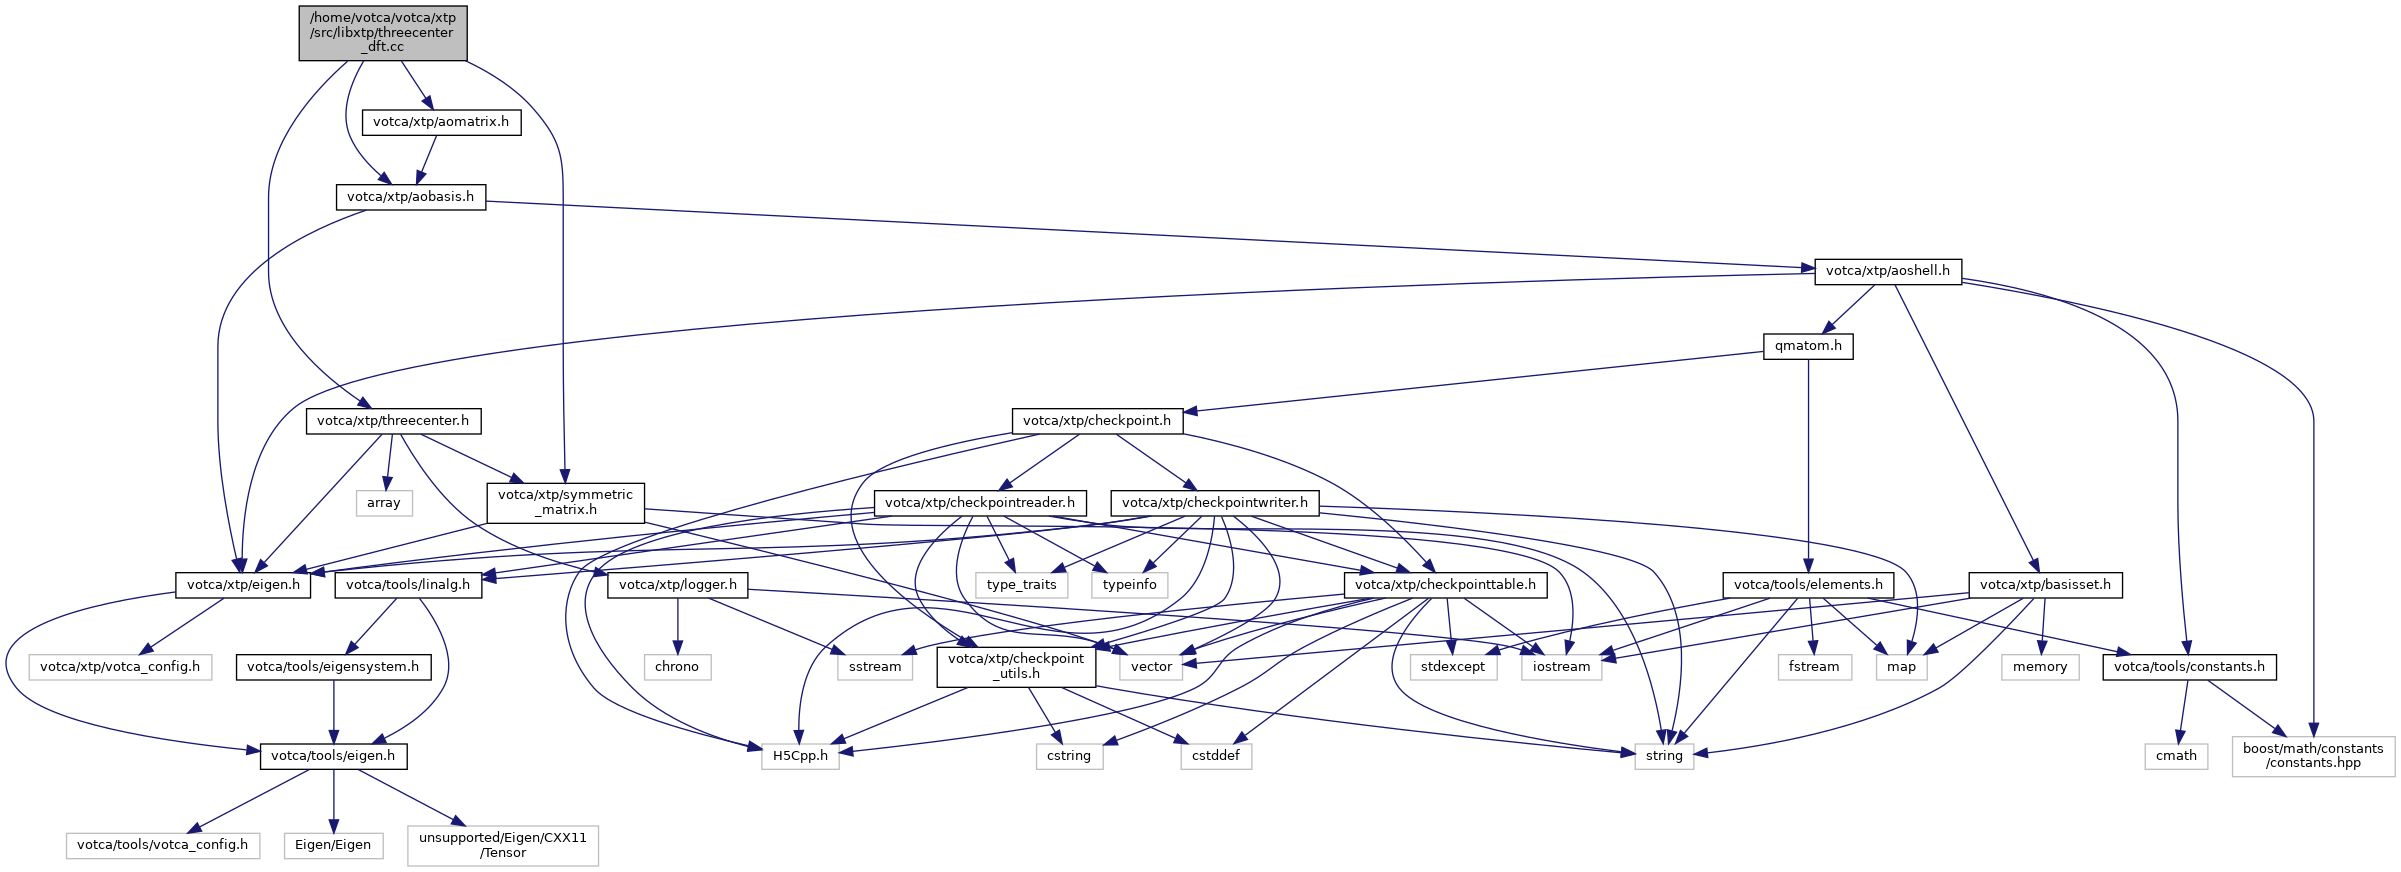 /home/votca/votca/xtp
/src/libxtp/threecenter
_dft.cc
votca/xtp/aomatrix.h
votca/xtp/aobasis.h
votca/xtp/aoshell.h
qmatom.h
votca/xtp/threecenter.h
votca/xtp/checkpoint.h
array
votca/xtp/symmetric
_matrix.h
votca/xtp/checkpointreader.h
votca/xtp/checkpointwriter.h
votca/xtp/eigen.h
votca/tools/linalg.h
votca/xtp/logger.h
type_traits
typeinfo
votca/xtp/checkpointtable.h
votca/tools/elements.h
votca/xtp/basisset.h
votca/xtp/votca_config.h
votca/tools/eigensystem.h
chrono
sstream
votca/xtp/checkpoint
_utils.h
vector
stdexcept
iostream
fstream
map
memory
votca/tools/constants.h
votca/tools/eigen.h
H5Cpp.h
cstring
cstddef
string
cmath
boost/math/constants
/constants.hpp
votca/tools/votca_config.h
Eigen/Eigen
unsupported/Eigen/CXX11
/Tensor